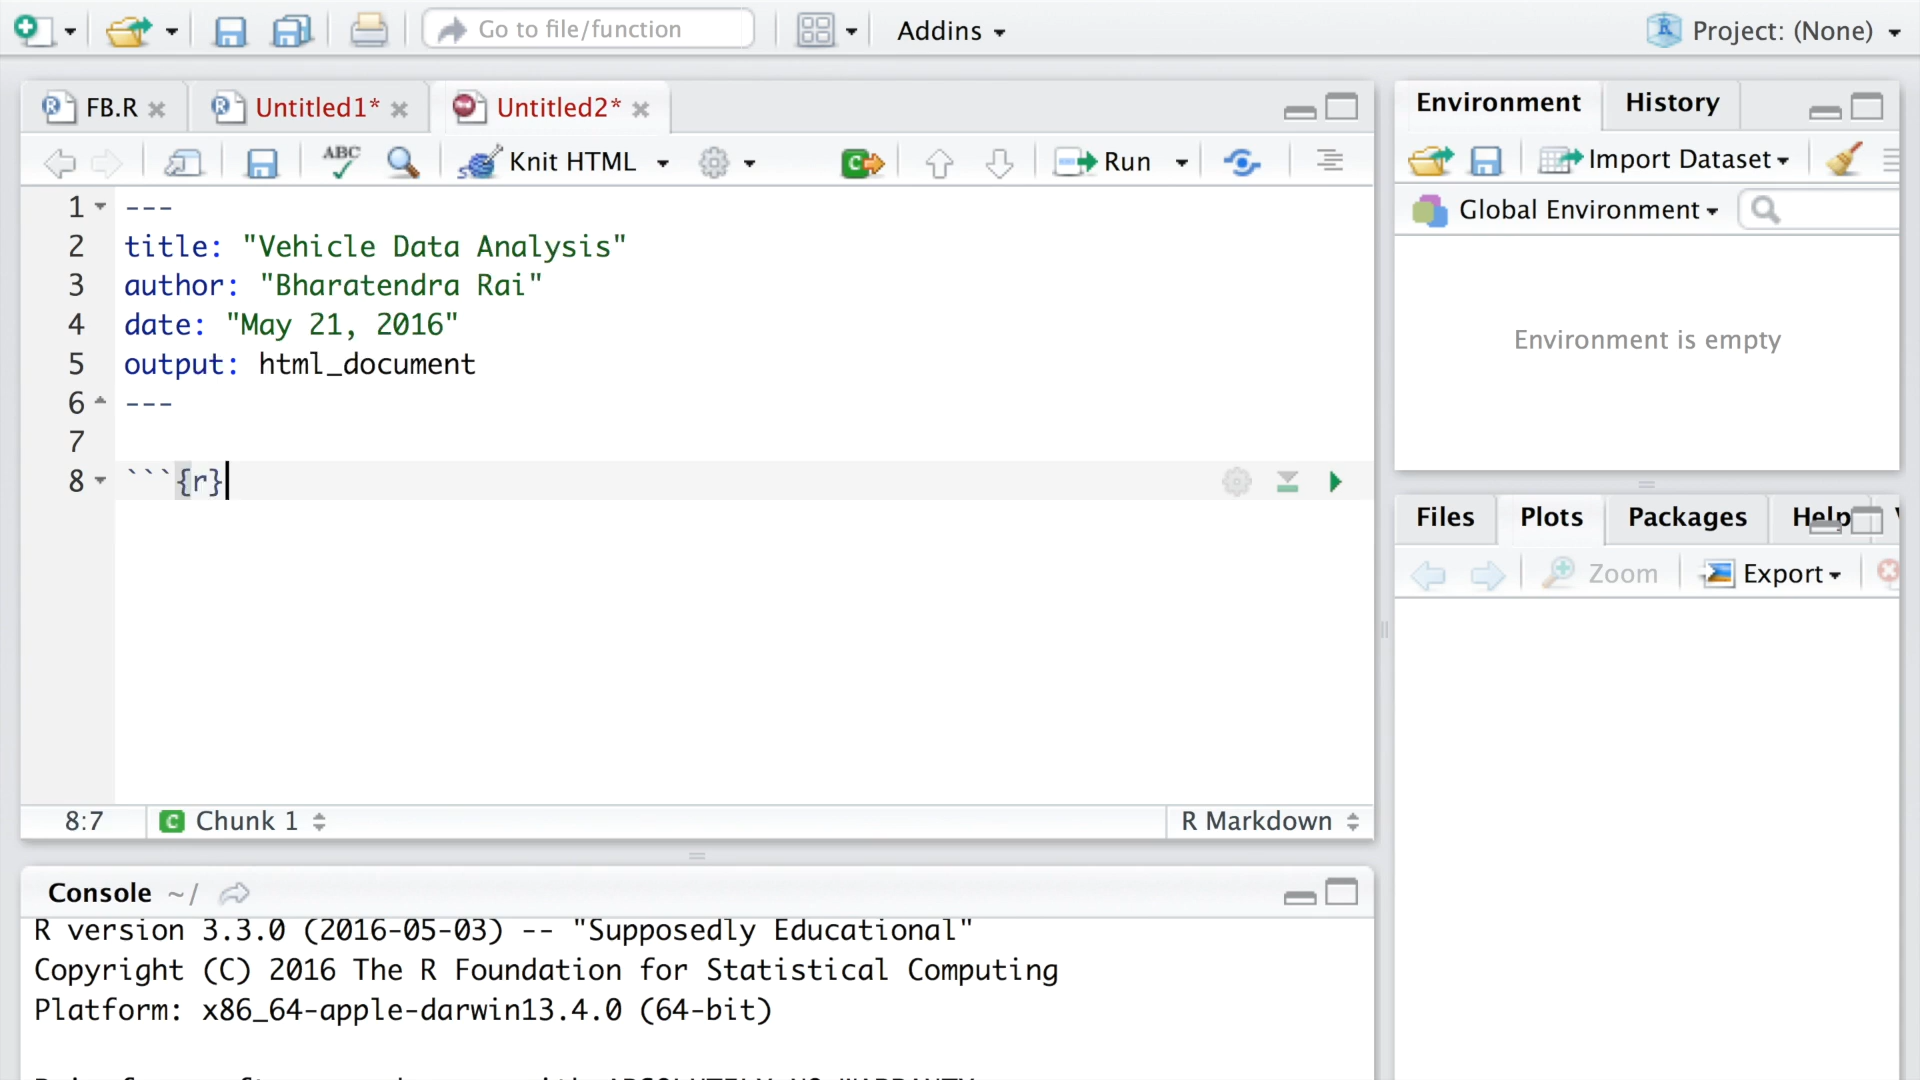 Go to file/function
Addins
Project: (None)
FB.R
Untitled1*
Untitled2*
ABC
Knit HTML
Run
1 ---
2 title: "Vehicle Data Analysis"
3 author: "Bharatendra Rai"
4 date: "May 21, 2016"
5 output: html_document
6 ---
7
8 ```{r}
8:7
C Chunk 1
R Markdown
Console ~/
R version 3.3.0 (2016-05-03) -- "Supposedly Educational"
Copyright (C) 2016 The R Foundation for Statistical Computing
Platform: x86_64-apple-darwin13.4.0 (64-bit)
Environment
History
Import Dataset
Global Environment
Environment is empty
Files
Plots
Packages
Help
Zoom
Export